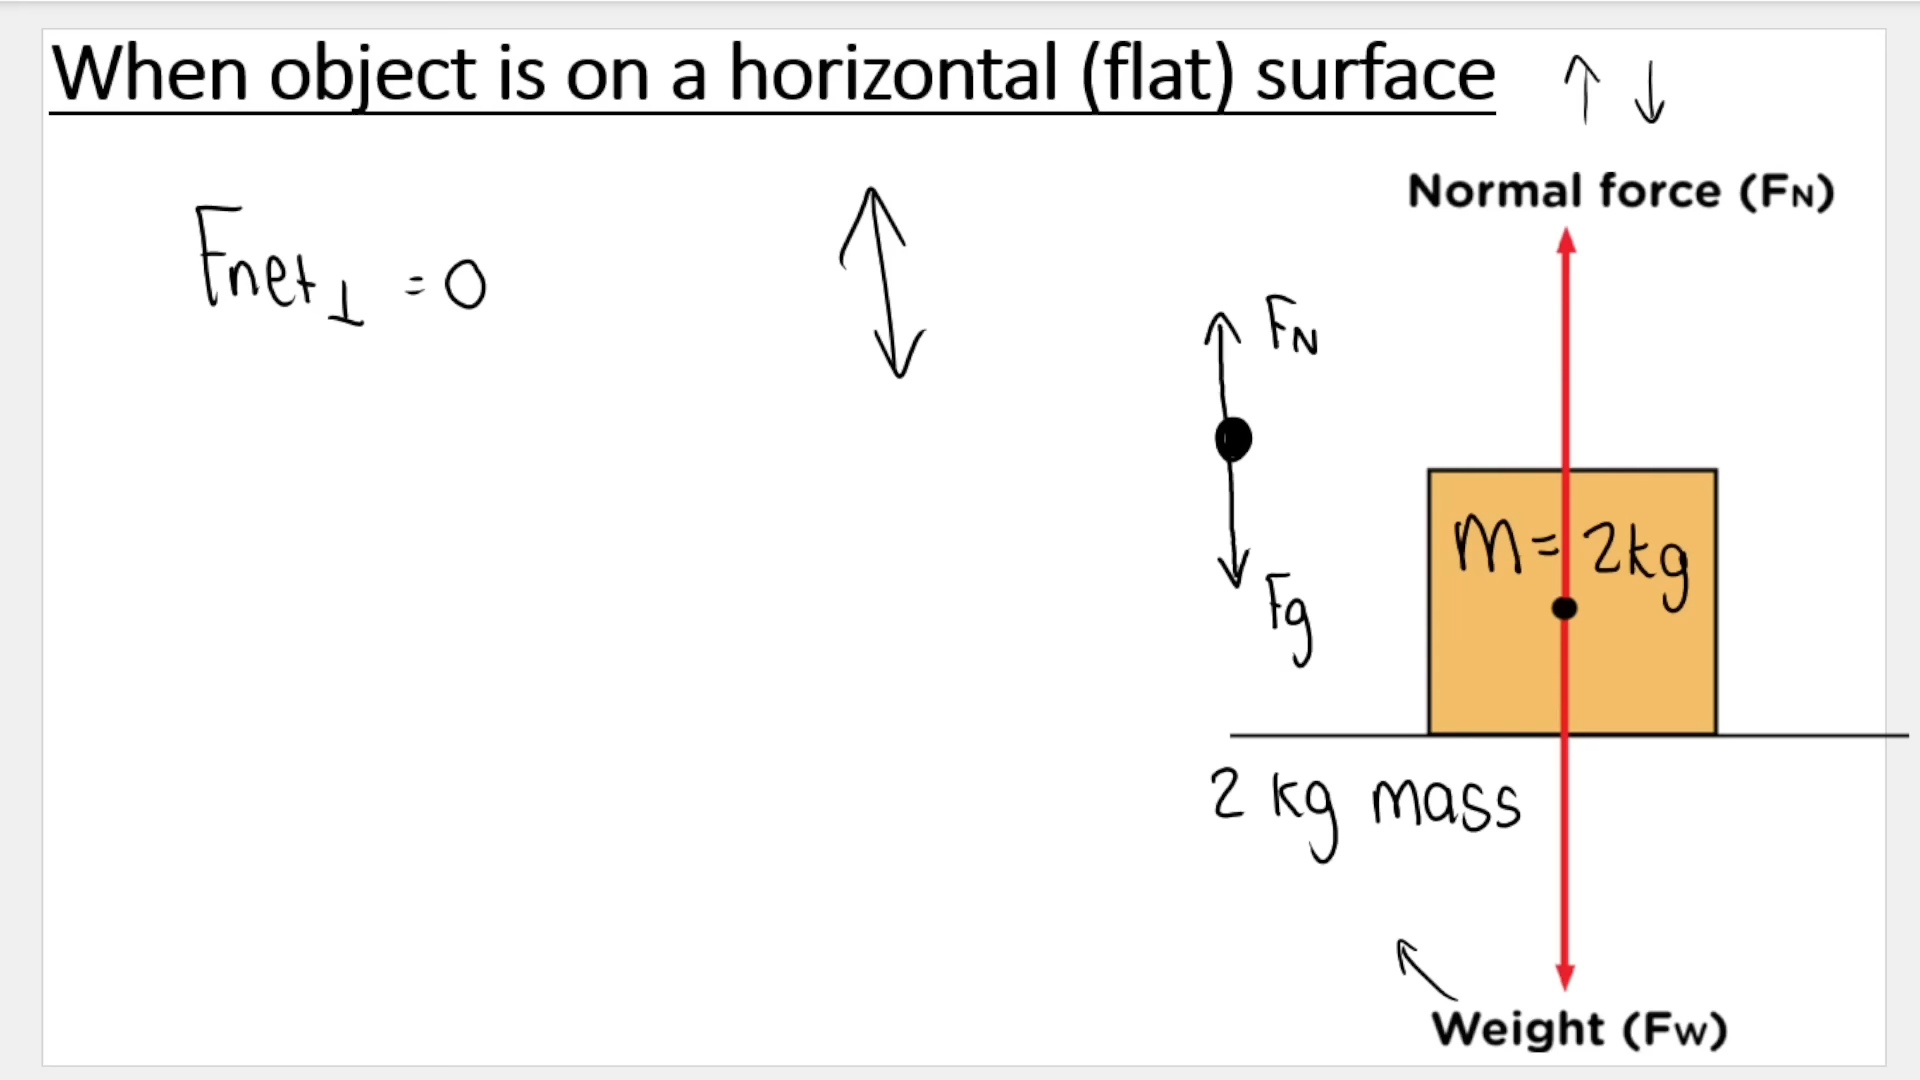 When object is on a horizontal (flat) surface
Normal force (FN)
Fnet⊥ = 0
FN
m = 2kg
Fg
2 kg mass
Weight (Fw)